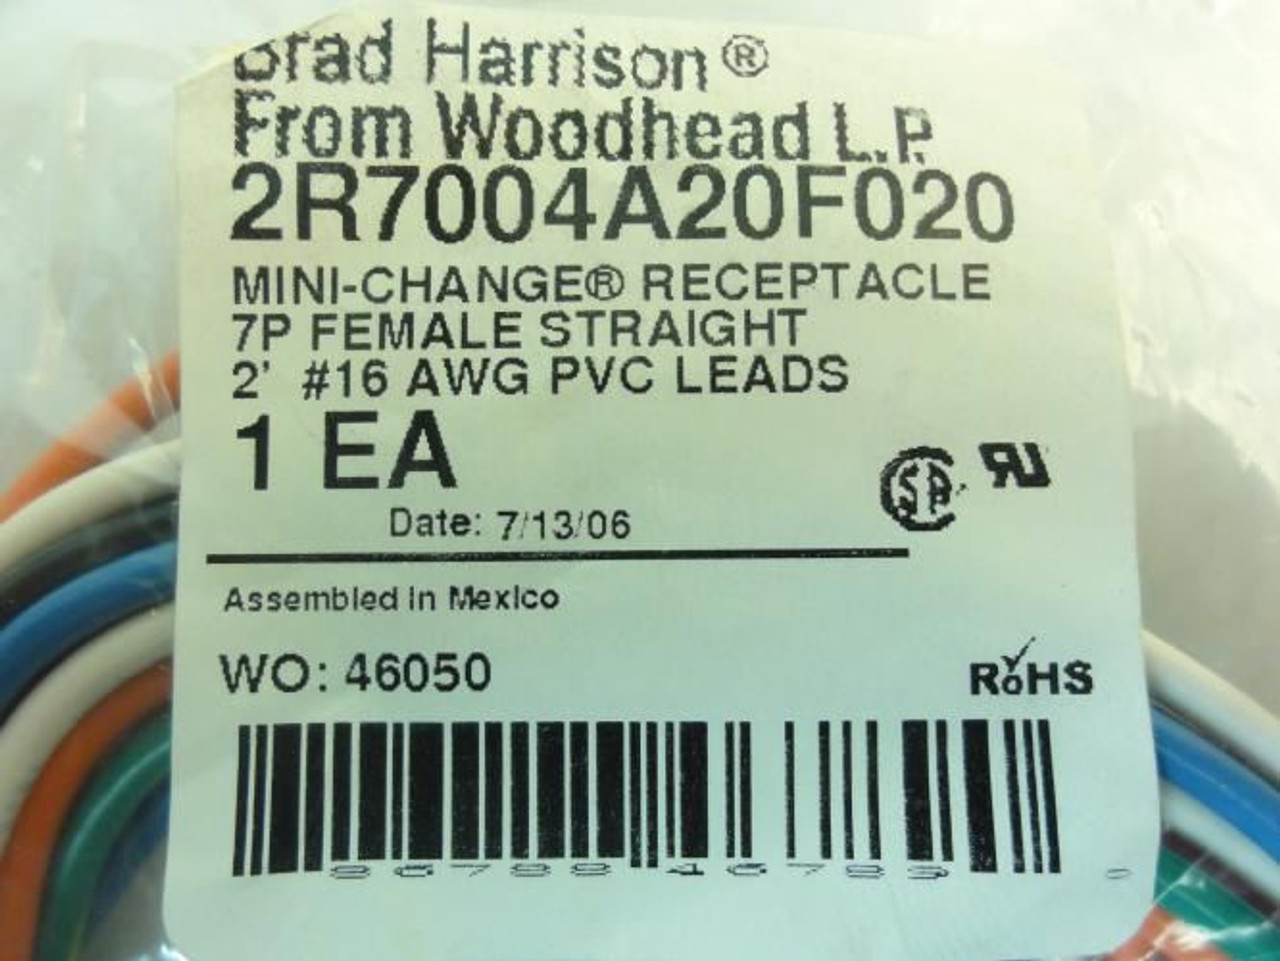 Brad Harrison®
From Woodhead L.P.
2R7004A20F020
MINI-CHANGE® RECEPTACLE
7P FEMALE STRAIGHT
2' #16 AWG PVC LEADS
1 EA
Date: 7/13/06
Assembled in Mexico
WO: 46050
RoHS